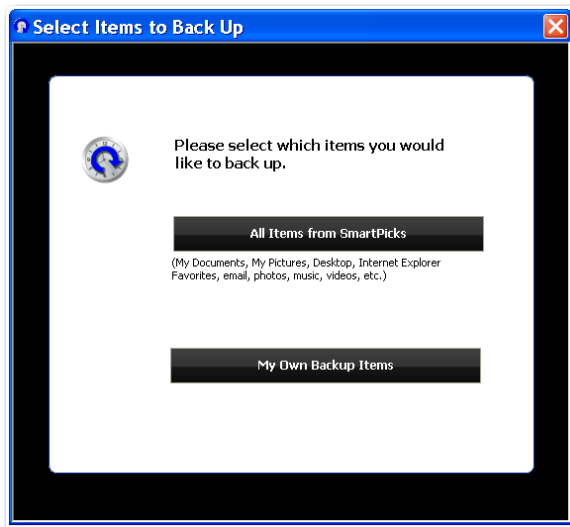 Select Items to Back Up
Please select which items you would
like to back up.
All Items from SmartPicks
(My Documents, My Pictures, Desktop, Internet Explorer
Favorites, email, photos, music, videos, etc.)
My Own Backup Items